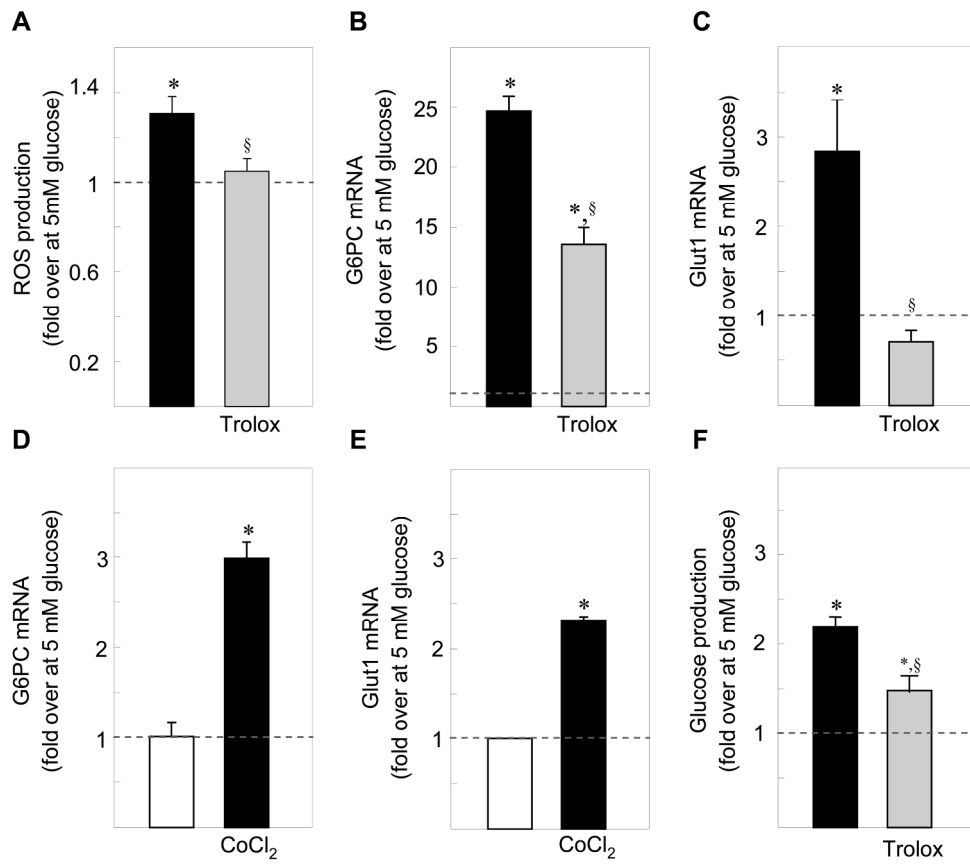 A
ROS production
(fold over at 5mM glucose)
1.4
1
0.6
0.2
*
§
Trolox
B
G6PC mRNA
(fold over at 5 mM glucose)
25
20
15
10
5
*
*,§
Trolox
C
Glut1 mRNA
(fold over at 5 mM glucose)
3
2
1
*
§
Trolox
D
G6PC mRNA
(fold over at 5 mM glucose)
3
2
1
*
CoCl₂
E
Glut1 mRNA
(fold over at 5 mM glucose)
3
2
1
*
CoCl₂
F
Glucose production
(fold over at 5 mM glucose)
3
2
1
*
*,§
Trolox